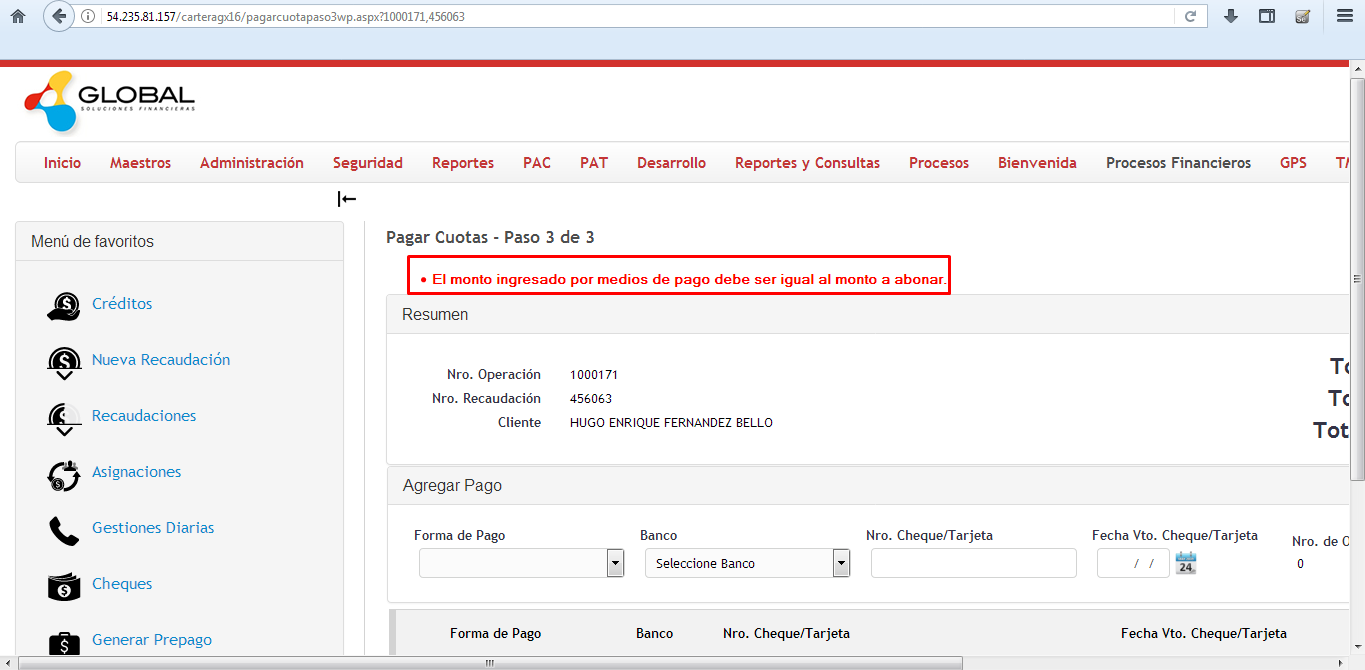 54.235.81.157/carteragx16/pagarcuotapaso3wp.aspx?1000171,456063
GLOBAL
SOLUCIONES FINANCIERAS
Inicio Maestros Administración Seguridad Reportes PAC PAT Desarrollo Reportes y Consultas Procesos Bienvenida Procesos Financieros GPS
Menú de favoritos
Créditos
Nueva Recaudación
Recaudaciones
Asignaciones
Gestiones Diarias
Cheques
Generar Prepago
Pagar Cuotas - Paso 3 de 3
• El monto ingresado por medios de pago debe ser igual al monto a abonar.
Resumen
Nro. Operación 1000171
Nro. Recaudación 456063
Cliente HUGO ENRIQUE FERNANDEZ BELLO
Tot
Agregar Pago
Forma de Pago Banco Nro. Cheque/Tarjeta Fecha Vto. Cheque/Tarjeta Nro. de
Seleccione Banco / / 24 0
Forma de Pago Banco Nro. Cheque/Tarjeta Fecha Vto. Cheque/Tarjeta